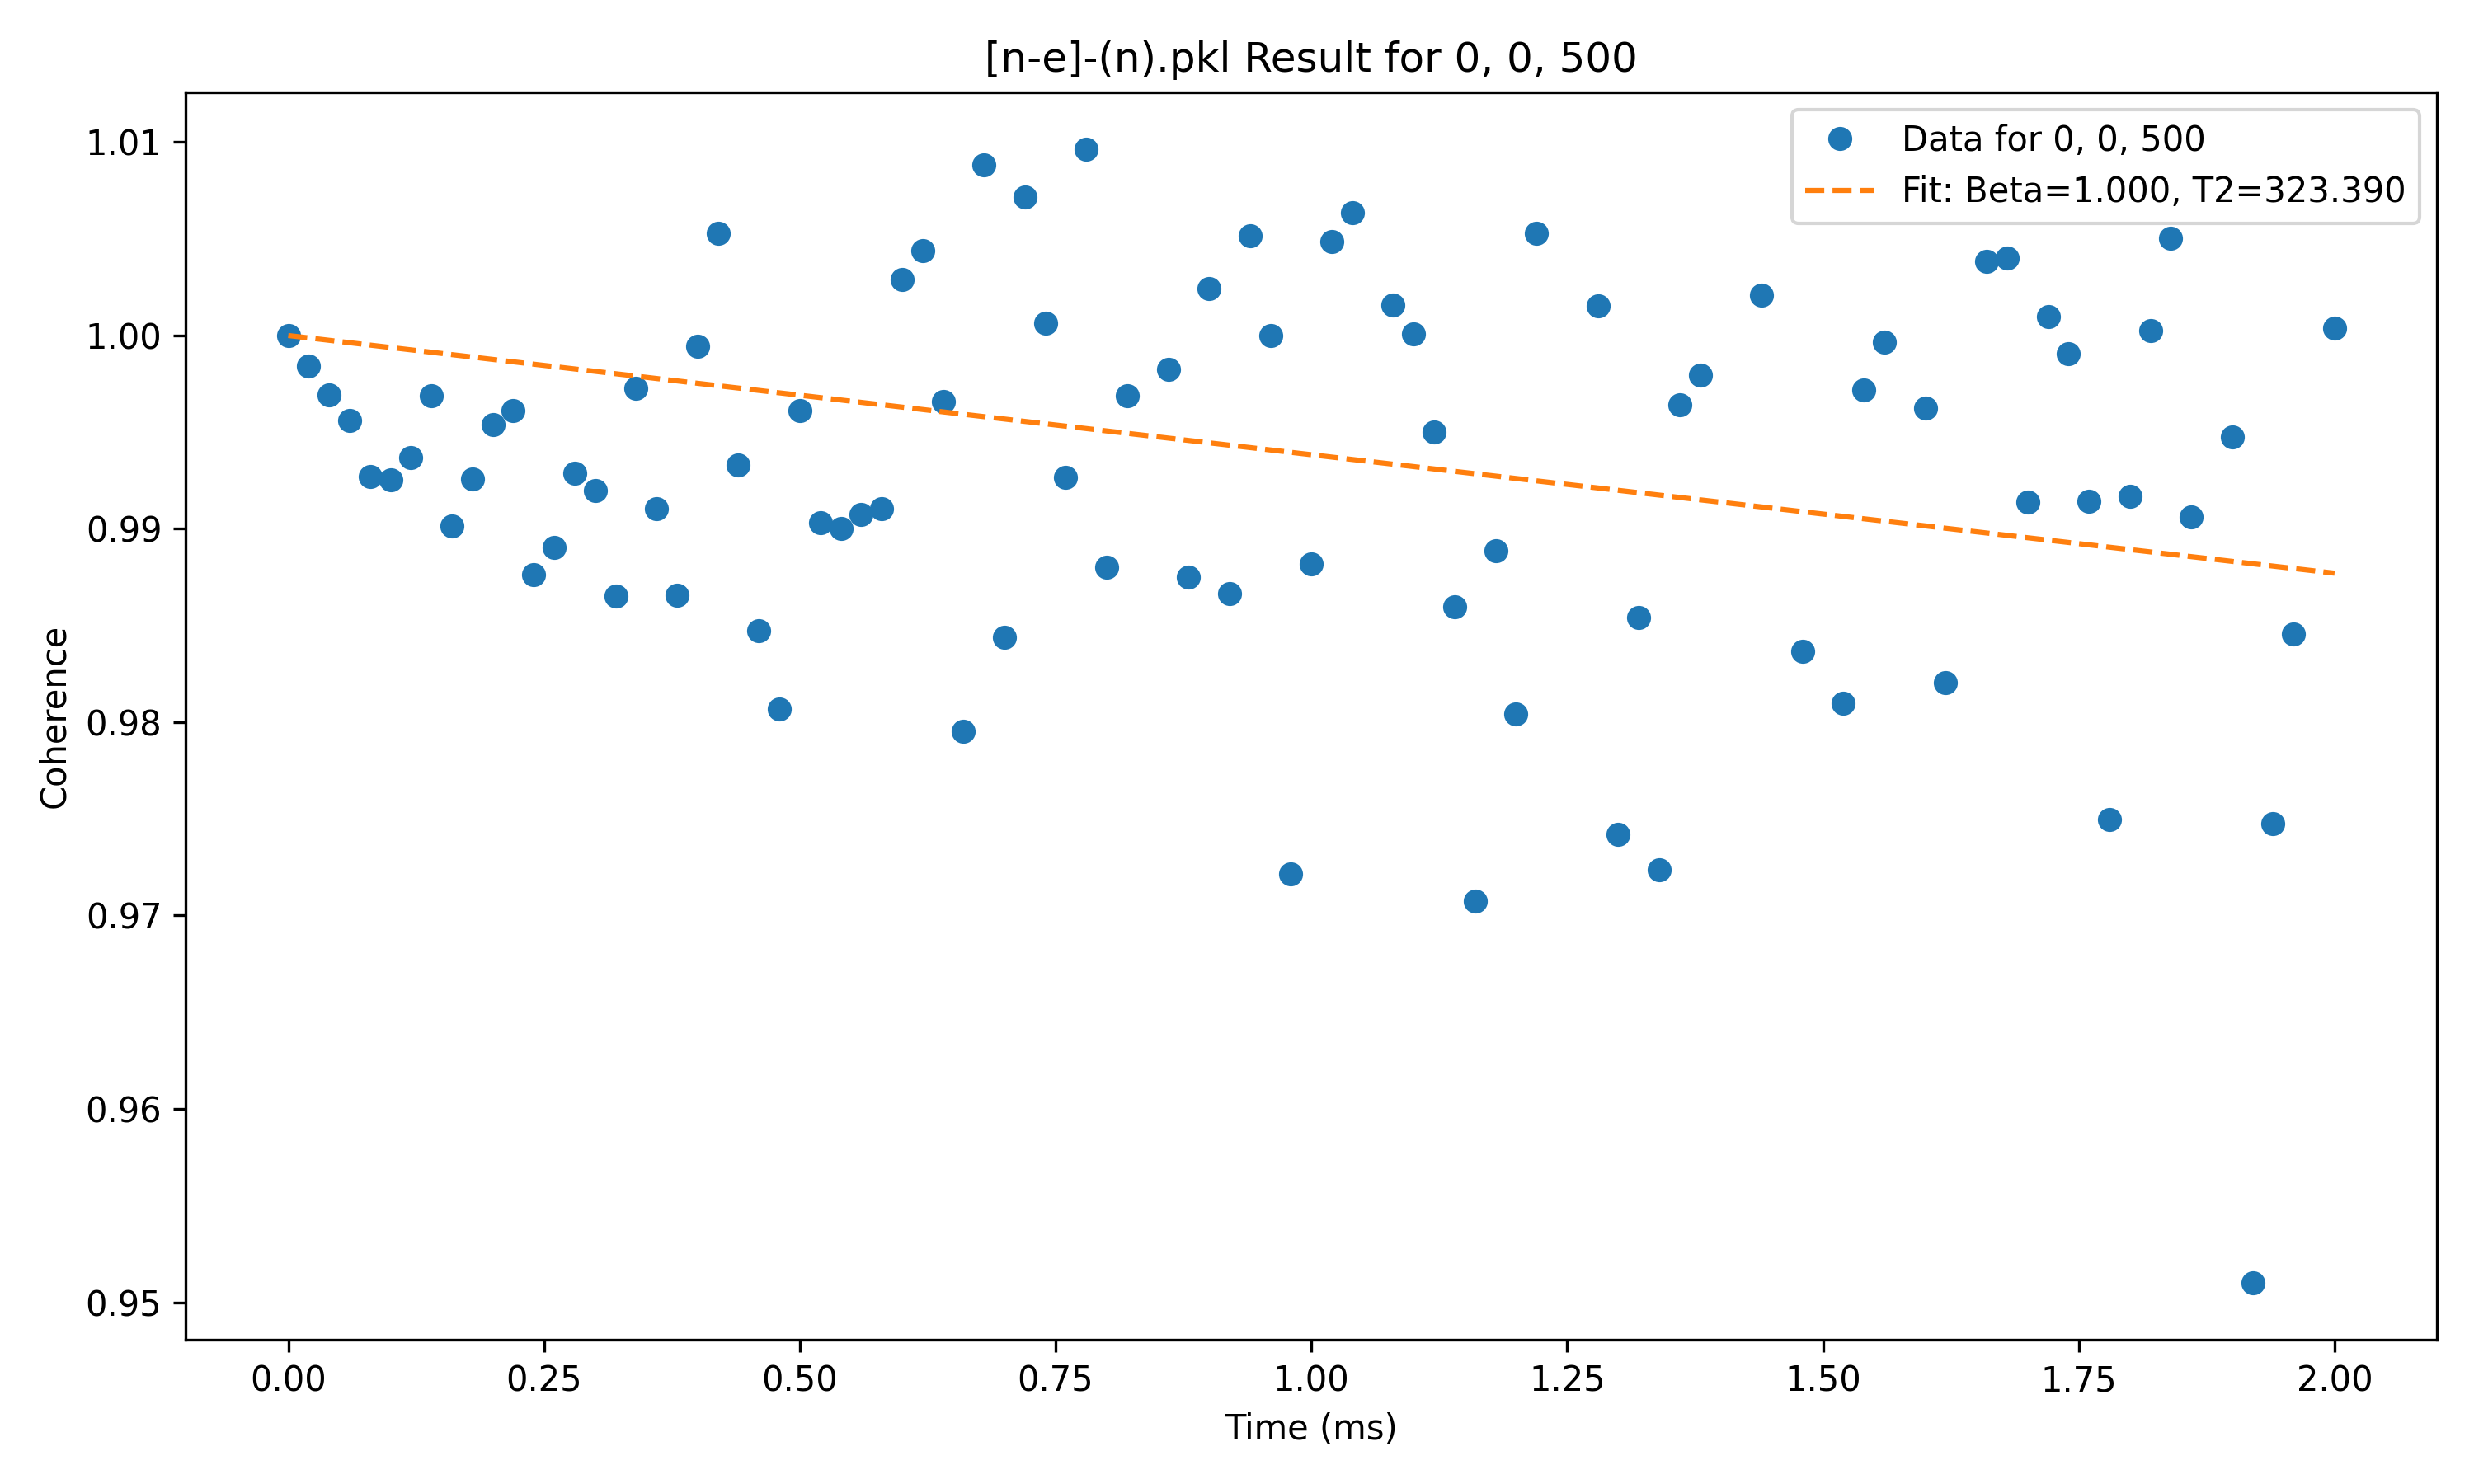 [n-e]-(n).pkl Result for 0, 0, 500
Data for 0, 0, 500
Fit: Beta=1.000, T2=323.390
1.01
1.00
0.99
0.98
0.97
0.96
0.95
Coherence
0.00 0.25 0.50 0.75 1.00 1.25 1.50 1.75 2.00
Time (ms)